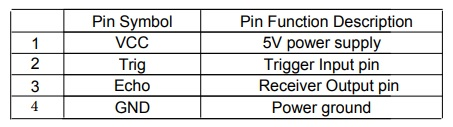 Pin Symbol Pin Function Description
1 VCC 5V power supply
2 Trig Trigger Input pin
3 Echo Receiver Output pin
4 GND Power ground